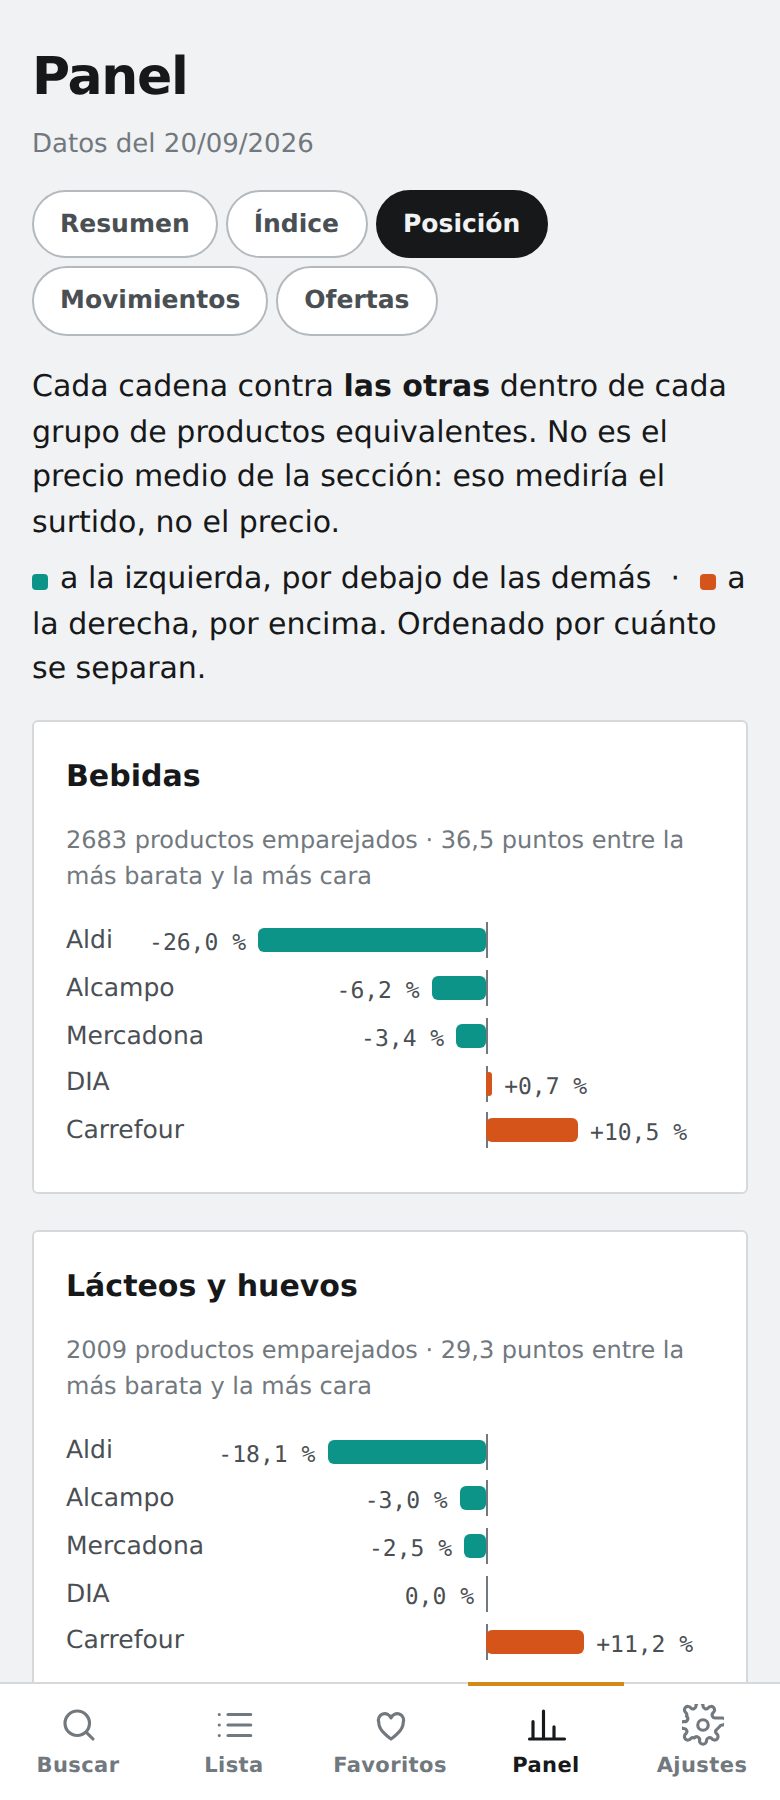 Panel
Datos del 20/09/2026
Resumen Índice Posición
Movimientos Ofertas
Cada cadena contra las otras dentro de cada
grupo de productos equivalentes. No es el
precio medio de la sección: eso mediría el
surtido, no el precio.
a la izquierda, por debajo de las demás · a
la derecha, por encima. Ordenado por cuánto
se separan.
Bebidas
2683 productos emparejados · 36,5 puntos entre la
más barata y la más cara
Aldi -26,0 %
Alcampo -6,2 %
Mercadona -3,4 %
DIA +0,7 %
Carrefour +10,5 %
Lácteos y huevos
2009 productos emparejados · 29,3 puntos entre la
más barata y la más cara
Aldi -18,1 %
Alcampo -3,0 %
Mercadona -2,5 %
DIA 0,0 %
Carrefour +11,2 %
Buscar Lista Favoritos Panel Ajustes